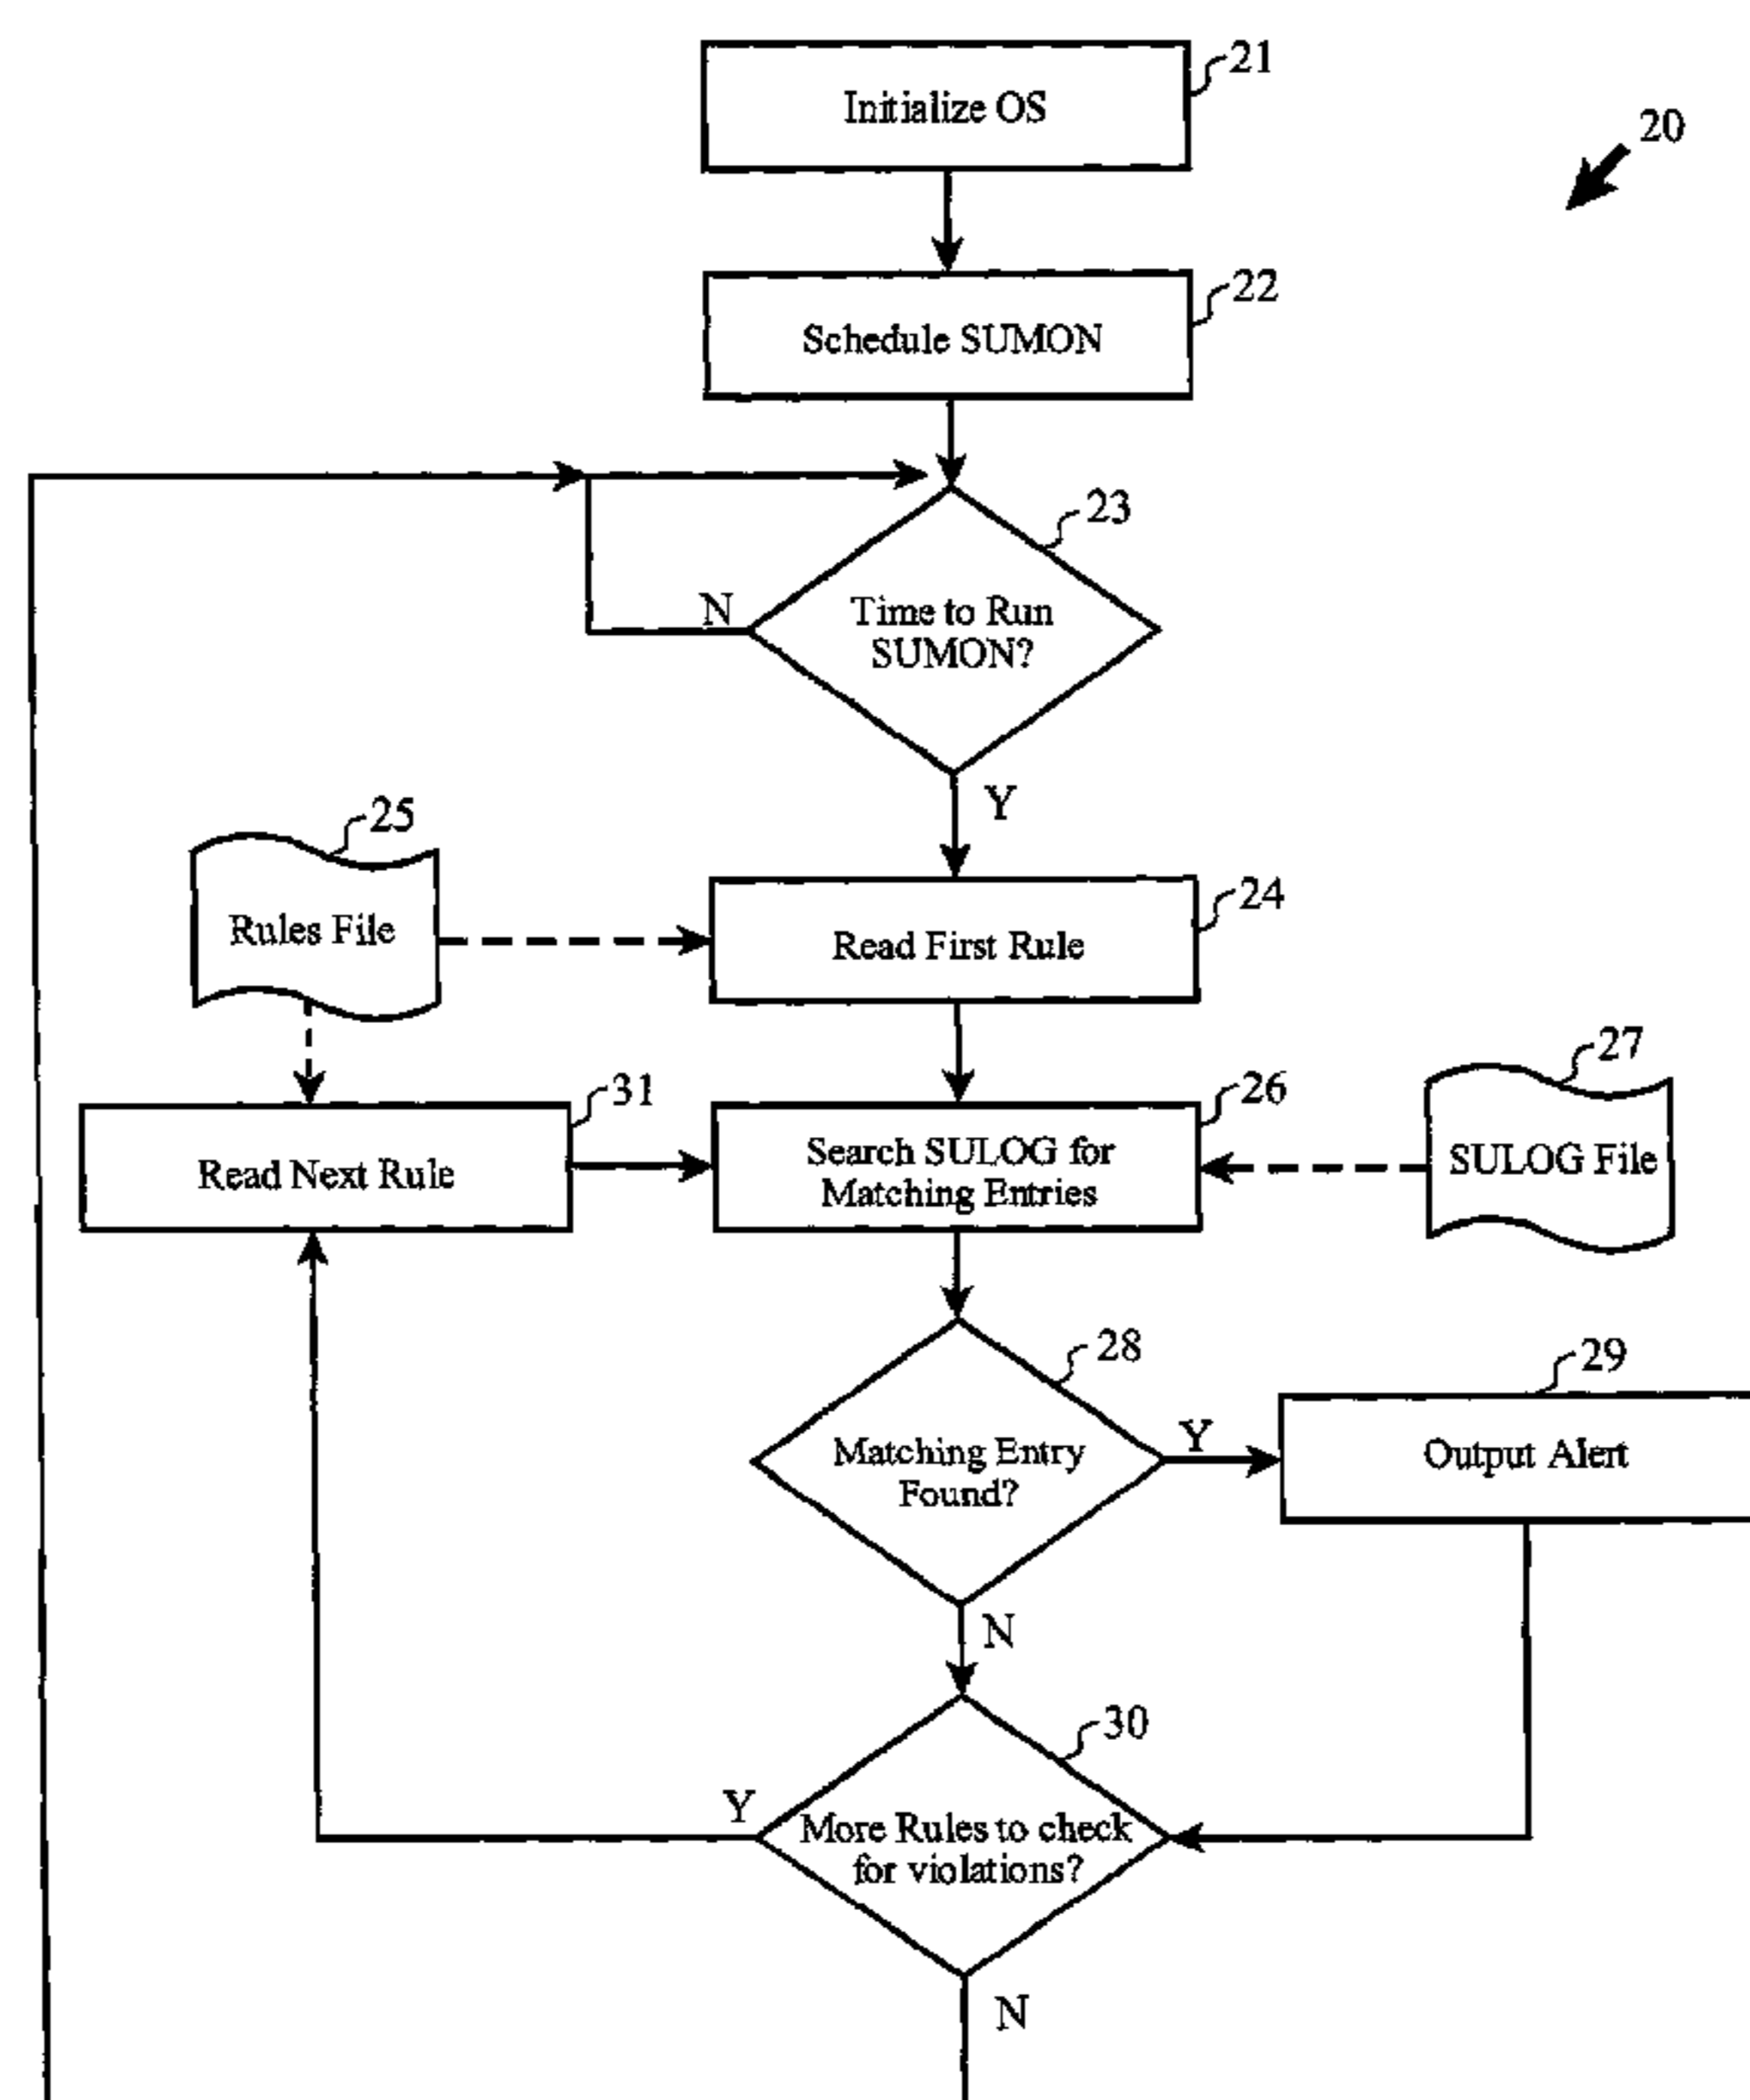 21
Initialize OS
20
22
Schedule SUMON
23
N
Time to Run
SUMON?
Y
25
Rules File
24
Read First Rule
27
SULOG File
31
Read Next Rule
26
Search SULOG for
Matching Entries
28
Matching Entry
Found?
Y
29
Output Alert
N
30
Y
More Rules to check
for violations?
N